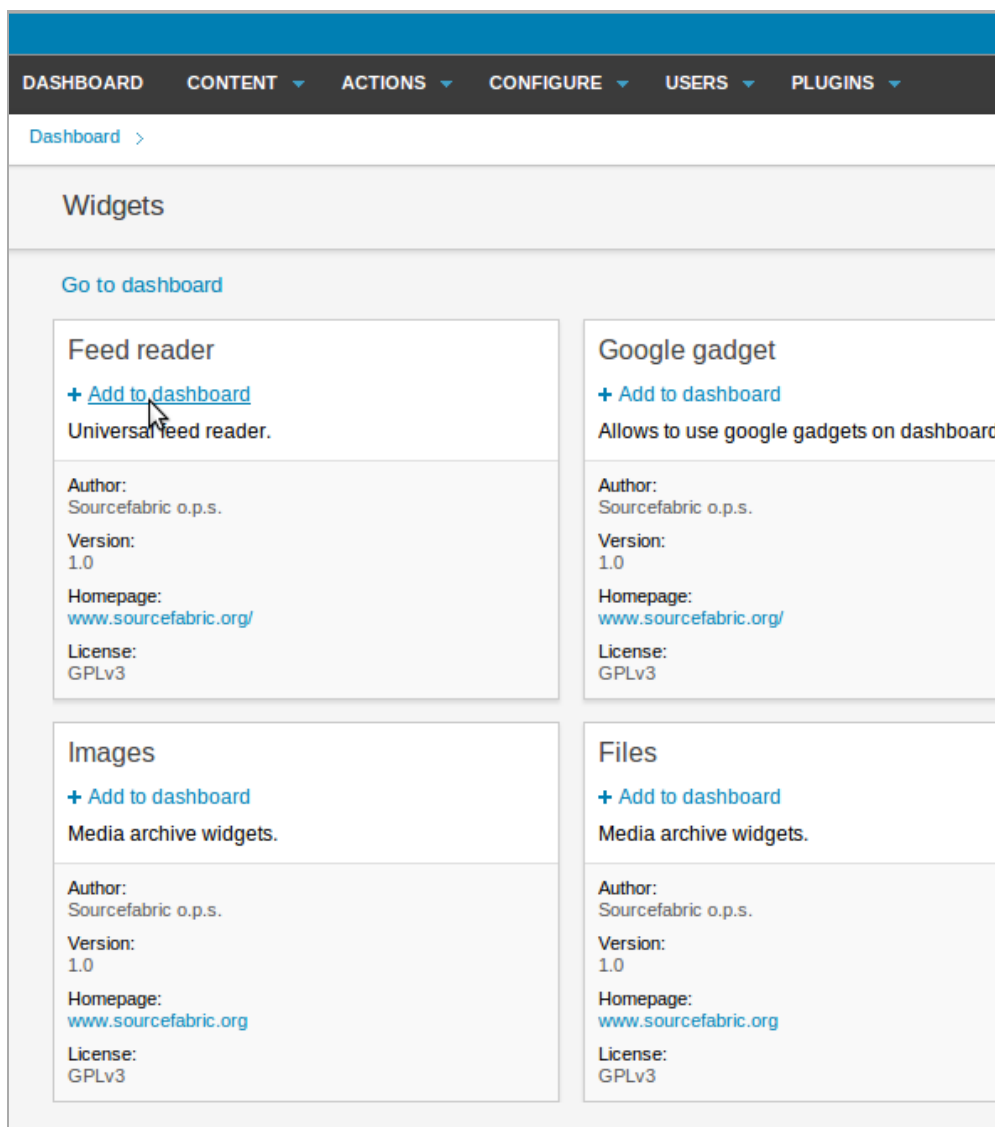 DASHBOARD CONTENT ACTIONS CONFIGURE USERS PLUGINS
Dashboard >
Widgets
Go to dashboard
Feed reader
+ Add to dashboard
Universal feed reader.
Author:
Sourcefabric o.p.s.
Version:
1.0
Homepage:
www.sourcefabric.org/
License:
GPLv3
Google gadget
+ Add to dashboard
Allows to use google gadgets on dashboard
Author:
Sourcefabric o.p.s.
Version:
1.0
Homepage:
www.sourcefabric.org/
License:
GPLv3
Images
+ Add to dashboard
Media archive widgets.
Author:
Sourcefabric o.p.s.
Version:
1.0
Homepage:
www.sourcefabric.org
License:
GPLv3
Files
+ Add to dashboard
Media archive widgets.
Author:
Sourcefabric o.p.s.
Version:
1.0
Homepage:
www.sourcefabric.org
License:
GPLv3